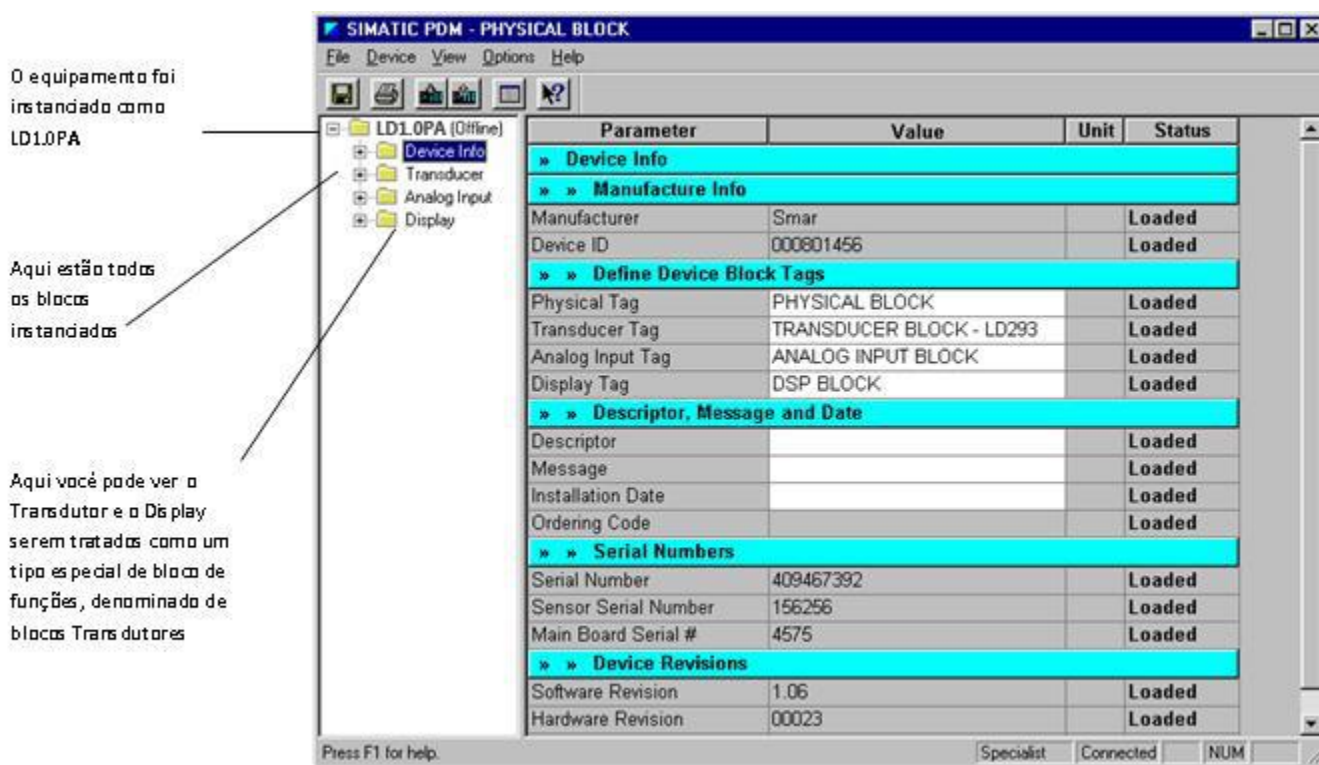 O equipamento foi
instanciado como
LD1.0PA
Aqui estão todos
os blocos
instanciados
Aqui vocé pode ver o
Transdutor e o Display
serem tratados como um
tipo especial de bloco de
funções, denominado de
blocos Transdutores
SIMATIC PDM - PHYSICAL BLOCK
File Device View Options Help
LD1.0PA (Offline)
Device Info
Transducer
Analog Input
Display
Parameter Value Unit Status
» Device Info
» » Manufacture Info
Manufacturer Smar Loaded
Device ID 000801456 Loaded
» » Define Device Block Tags
Physical Tag PHYSICAL BLOCK Loaded
Transducer Tag TRANSDUCER BLOCK - LD293 Loaded
Analog Input Tag ANALOG INPUT BLOCK Loaded
Display Tag DSP BLOCK Loaded
» » Descriptor, Message and Date
Descriptor Loaded
Message Loaded
Installation Date Loaded
Ordering Code Loaded
» » Serial Numbers
Serial Number 409467392 Loaded
Sensor Serial Number 156256 Loaded
Main Board Serial # 4575 Loaded
» » Device Revisions
Software Revision 1.06 Loaded
Hardware Revision 00023 Loaded
Press F1 for help. Specialist Connected NUM